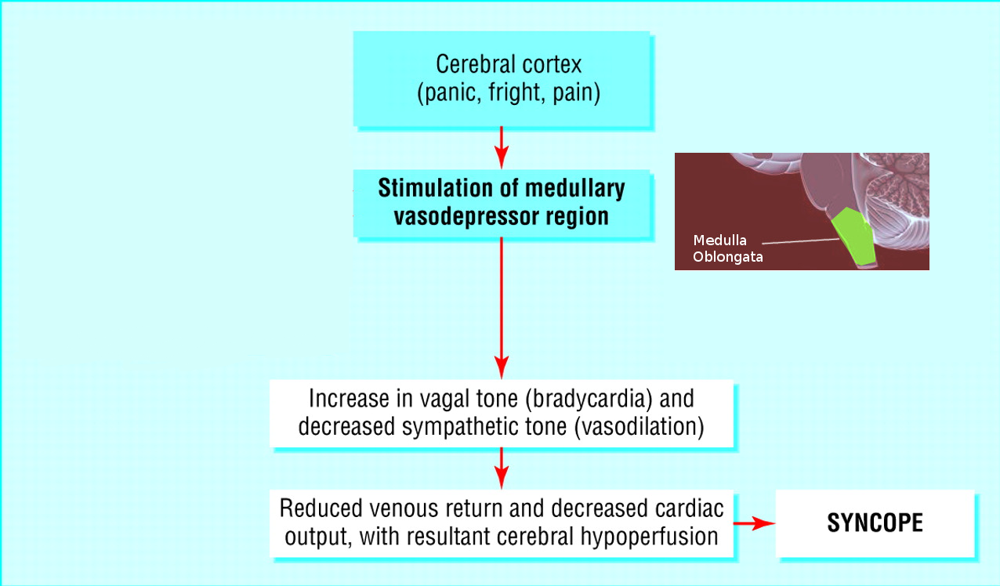 Cerebral cortex
(panic, fright, pain)
Stimulation of medullary
vasodepressor region
Medulla
Oblongata
Increase in vagal tone (bradycardia) and
decreased sympathetic tone (vasodilation)
Reduced venous return and decreased cardiac
output, with resultant cerebral hypoperfusion
SYNCOPE